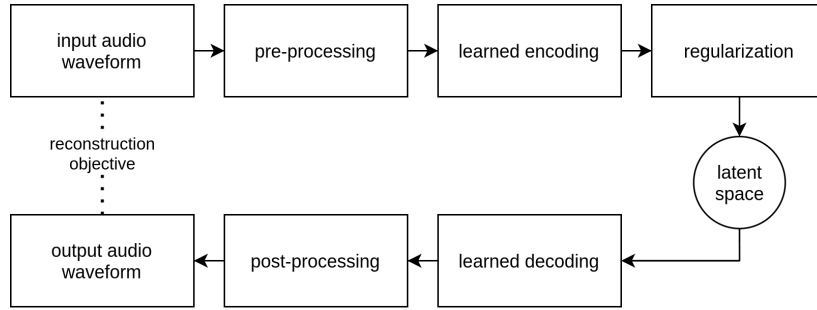 input audio
waveform
pre-processing
learned encoding
regularization
reconstruction
objective
latent
space
output audio
waveform
post-processing
learned decoding